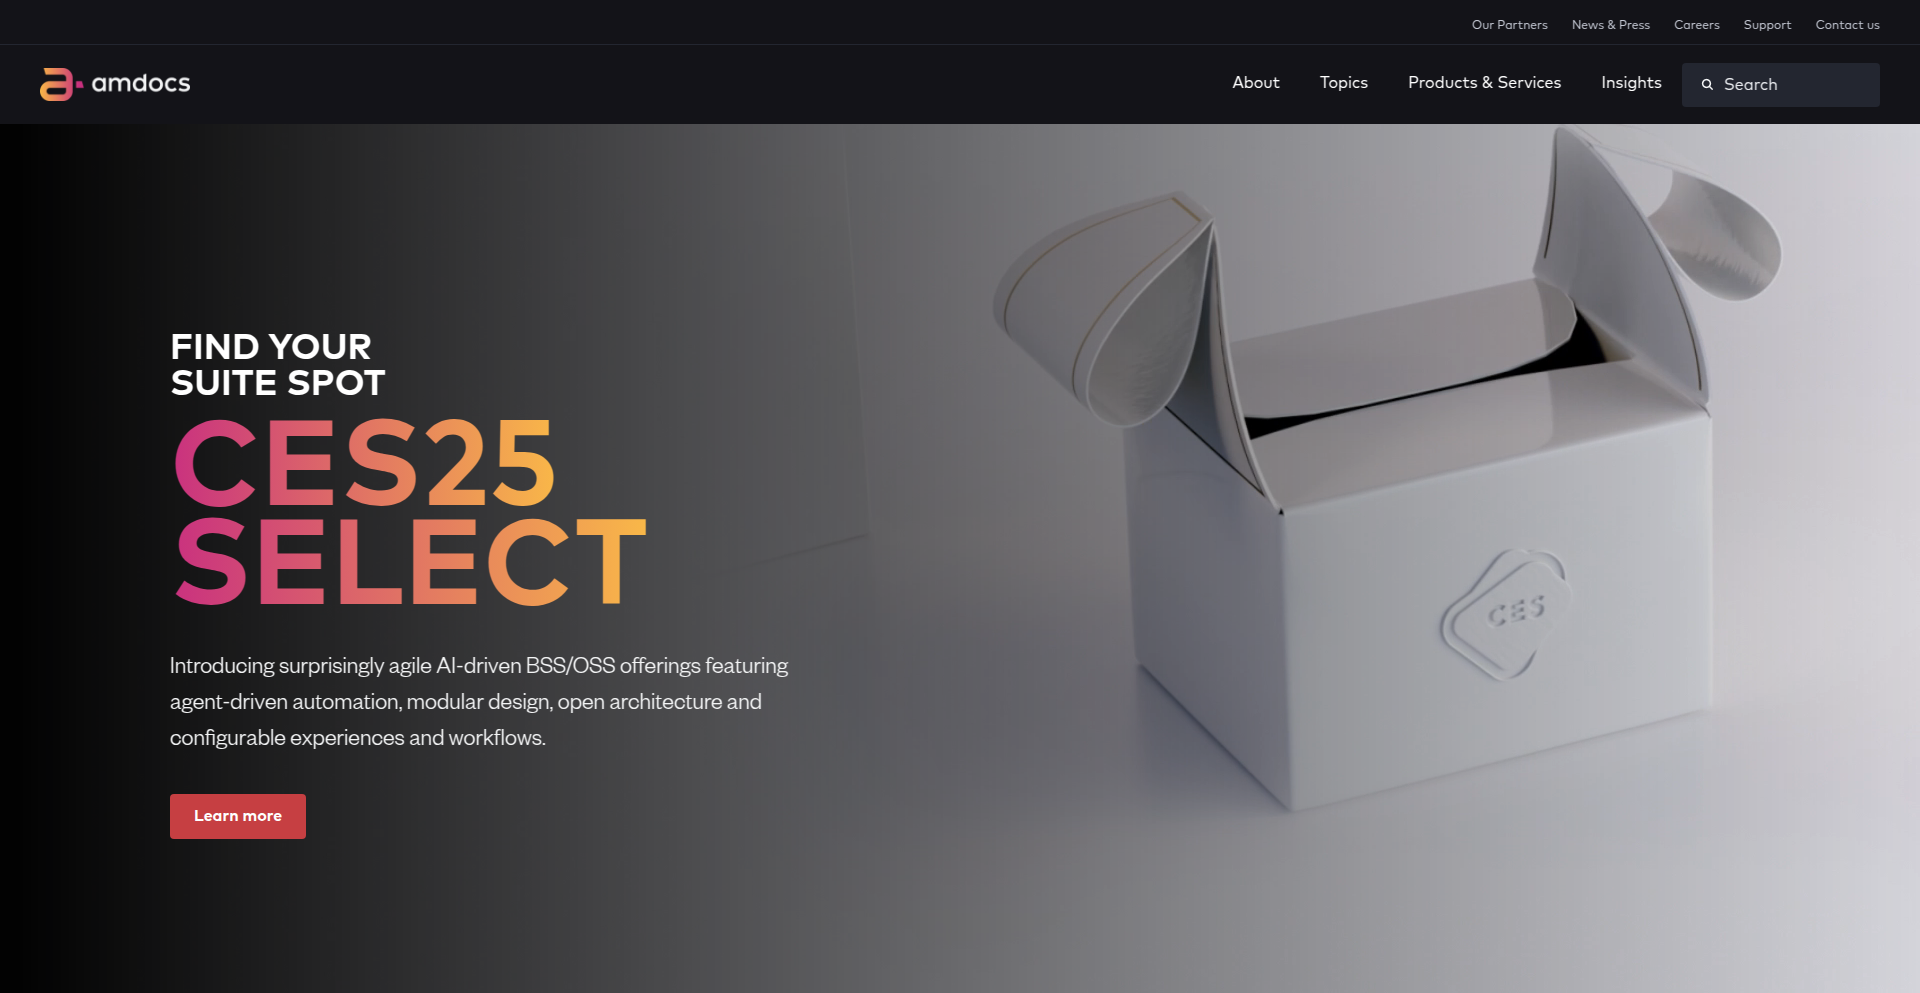 Our Partners News & Press Careers Support Contact us
amdocs
About Topics Products & Services Insights Search
FIND YOUR
SUITE SPOT
CES25
SELECT
Introducing surprisingly agile AI-driven BSS/OSS offerings featuring
agent-driven automation, modular design, open architecture and
configurable experiences and workflows.
Learn more
CES